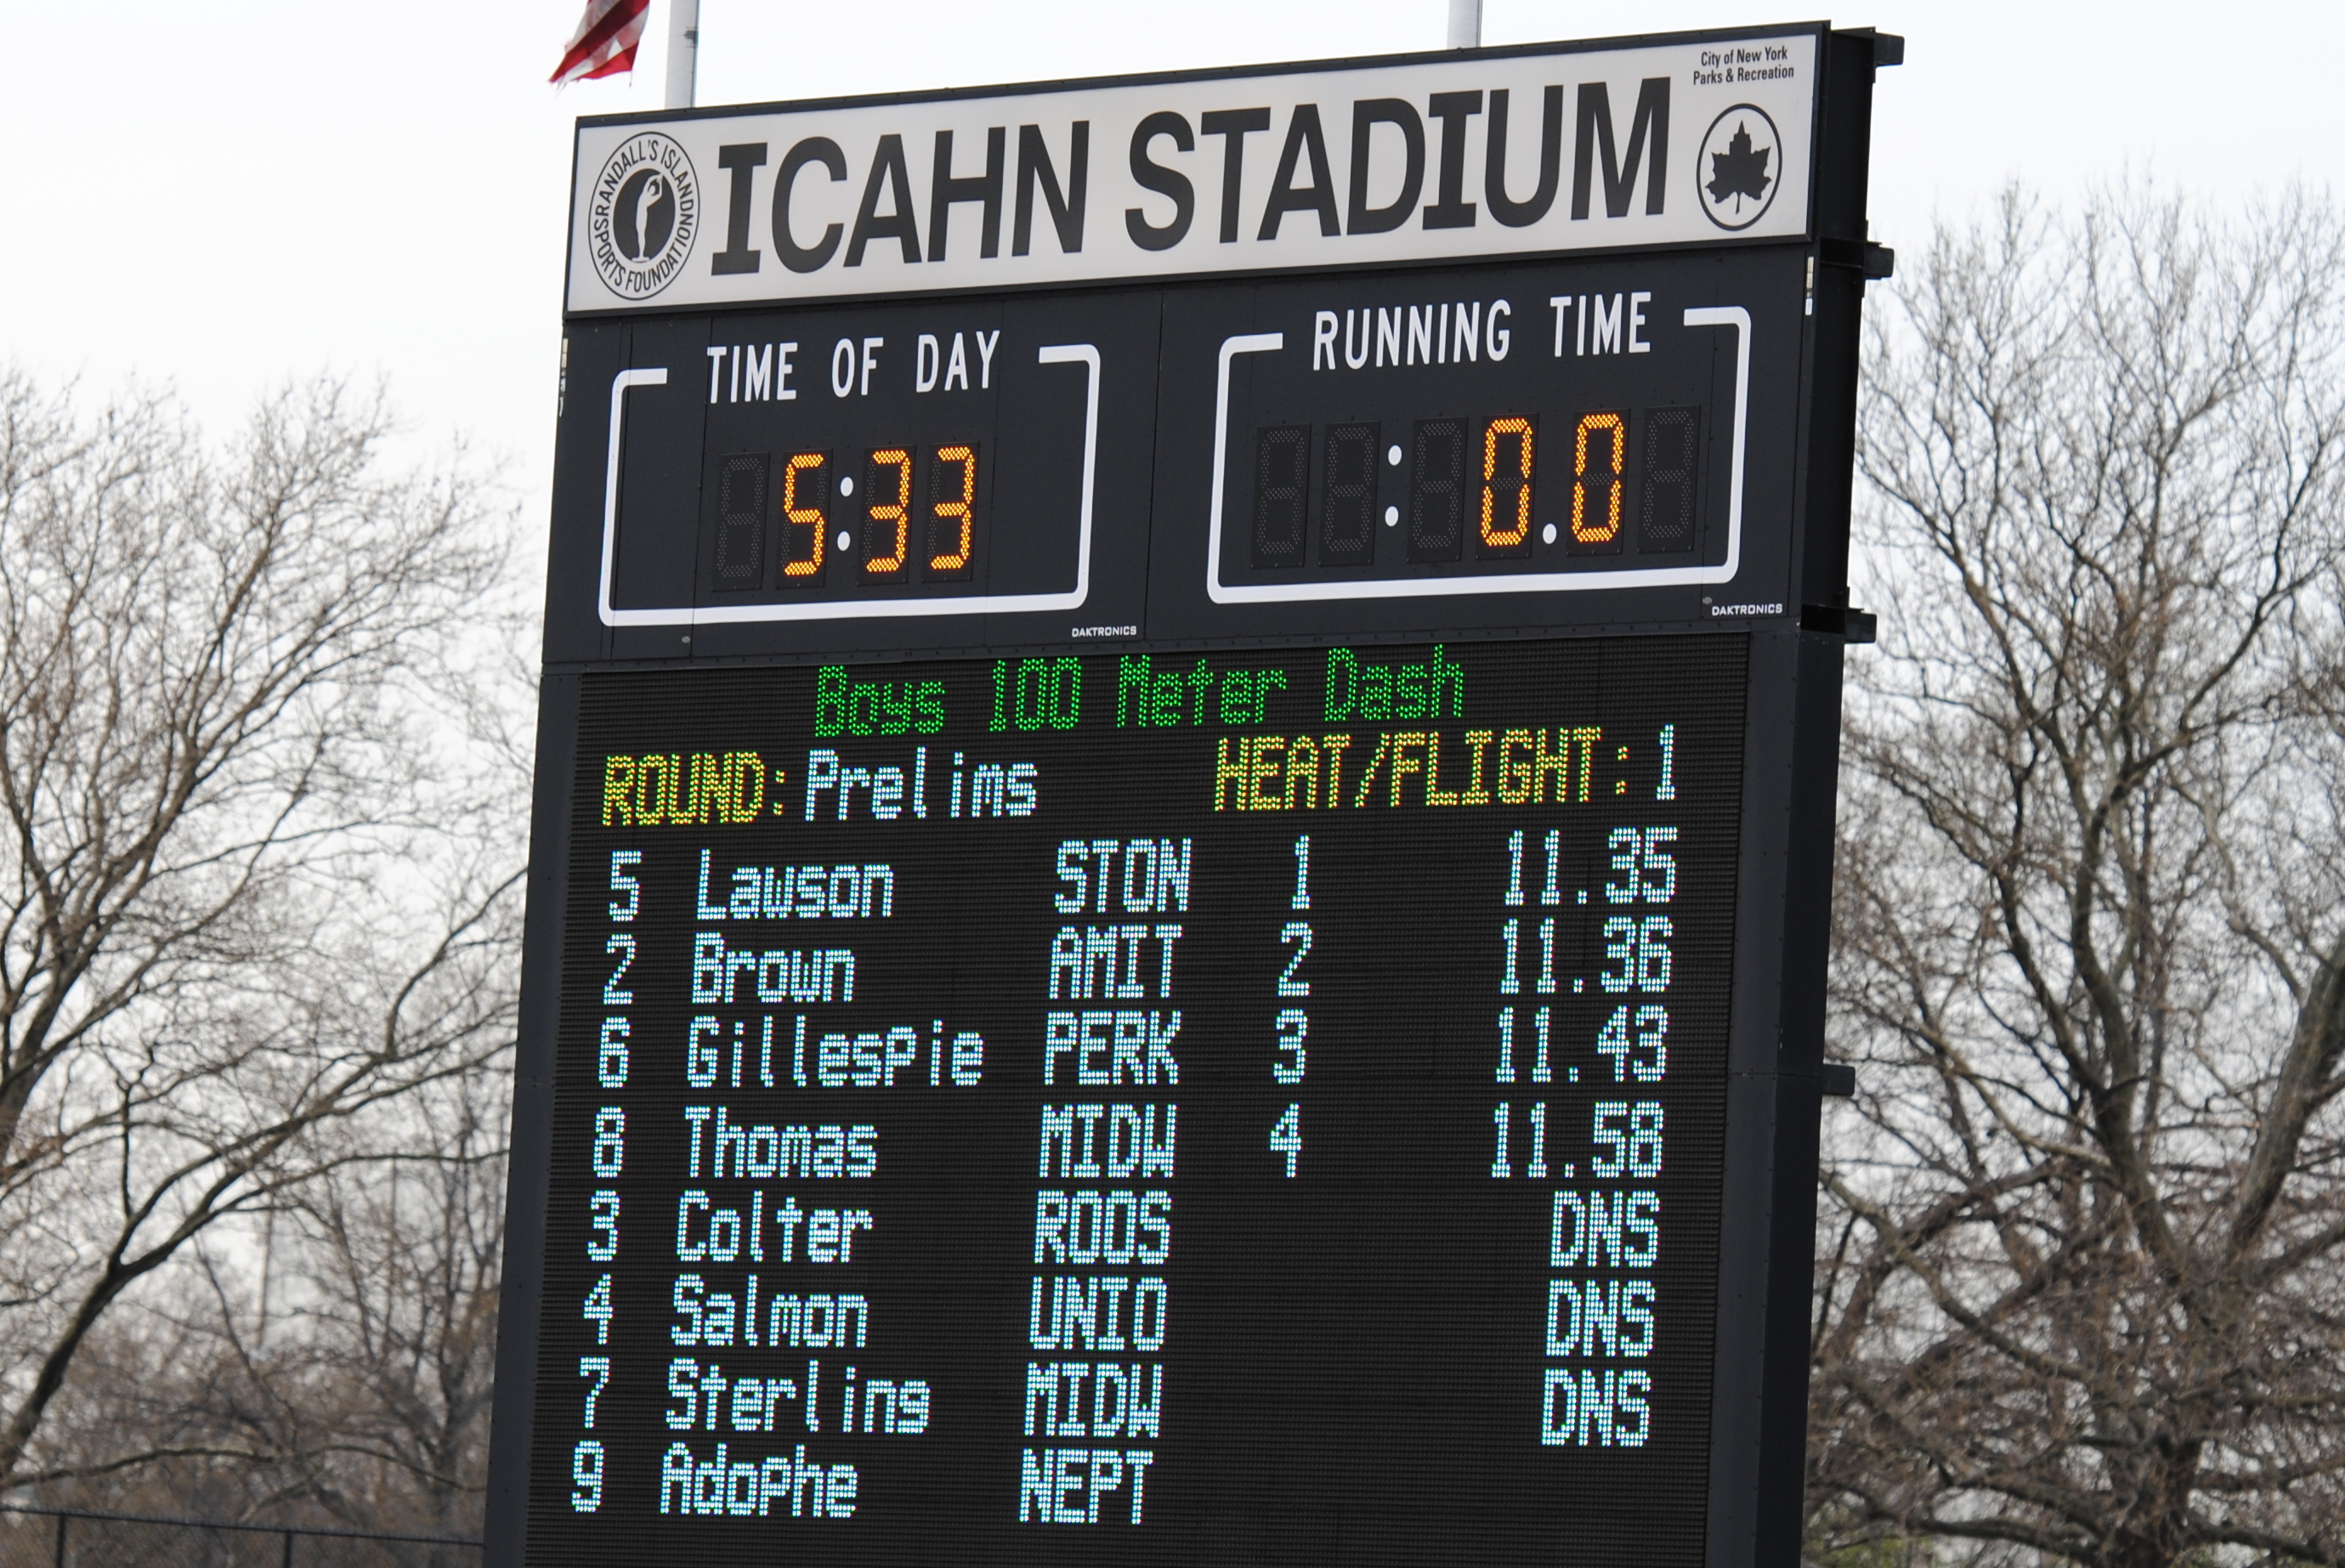 City of New York
Parks & Recreation
RANDALL'S ISLAND
SPORTS FOUNDATION
ICAHN STADIUM
TIME OF DAY
RUNNING TIME
5:33
0.0
DAKTRONICS
DAKTRONICS
Boys 100 Meter Dash
ROUND: Prelims HEAT/FLIGHT: 1
5 Lawson STON 1 11.35
2 Brown AMIT 2 11.36
6 Gillespie PERK 3 11.43
8 Thomas MIDW 4 11.58
3 Colter ROOS DNS
4 Salmon UNIO DNS
7 Sterling MIDW DNS
9 Adophe NEPT